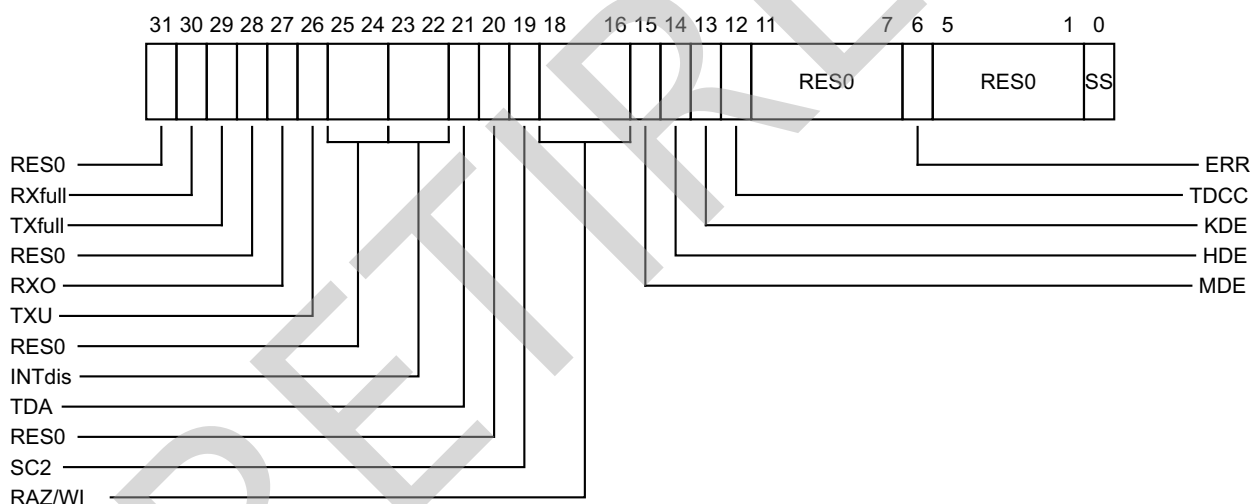 31 30 29 28 27 26 25 24 23 22 21 20 19 18 16 15 14 13 12 11 7 6 5 1 0
RES0 RES0 SS
RES0 ERR
RXfull TDCC
TXfull KDE
RES0 HDE
RXO MDE
TXU
RES0
INTdis
TDA
RES0
SC2
RAZ/WI